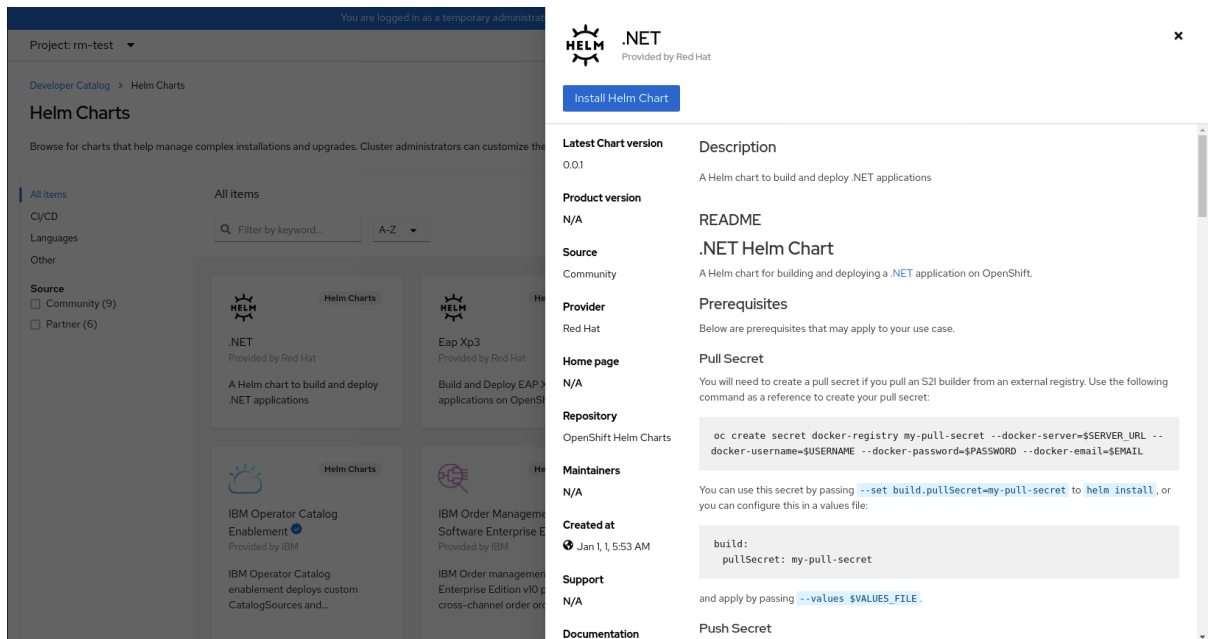 You are logged in as a temporary administrat
Project: rm-test
Developer Catalog > Helm Charts
Helm Charts
Browse for charts that help manage complex installations and upgrades. Cluster administrators can customize the
All items
CI/CD
Languages
Other
Source
Community (9)
Partner (6)
All items
Filter by keyword...
A-Z
HELM
Helm Charts
.NET
Provided by Red Hat
A Helm chart to build and deploy
.NET applications
HELM
He
Eap Xp3
Provided by Red Hat
Build and Deploy EAP X
applications on OpenSh
Helm Charts
IBM Operator Catalog
Enablement
Provided by IBM
IBM Operator Catalog
enablement deploys custom
CatalogSources and...
He
IBM Order Manageme
Software Enterprise E
Provided by IBM
IBM Order managemen
Enterprise Edition v10 p
cross-channel order orc
HELM
.NET
Provided by Red Hat
Install Helm Chart
Latest Chart version
0.0.1
Product version
N/A
Source
Community
Provider
Red Hat
Home page
N/A
Repository
OpenShift Helm Charts
Maintainers
N/A
Created at
Jan 1, 1, 5:53 AM
Support
N/A
Documentation
Description
A Helm chart to build and deploy .NET applications
README
.NET Helm Chart
A Helm chart for building and deploying a .NET application on OpenShift.
Prerequisites
Below are prerequisites that may apply to your use case.
Pull Secret
You will need to create a pull secret if you pull an S2I builder from an external registry. Use the following
command as a reference to create your pull secret:
oc create secret docker-registry my-pull-secret --docker-server=$SERVER_URL --
docker-username=$USERNAME --docker-password=$PASSWORD --docker-email=$EMAIL
You can use this secret by passing --set build.pullSecret=my-pull-secret to helm install, or
you can configure this in a values file:
build:
  pullSecret: my-pull-secret
and apply by passing --values $VALUES_FILE.
Push Secret